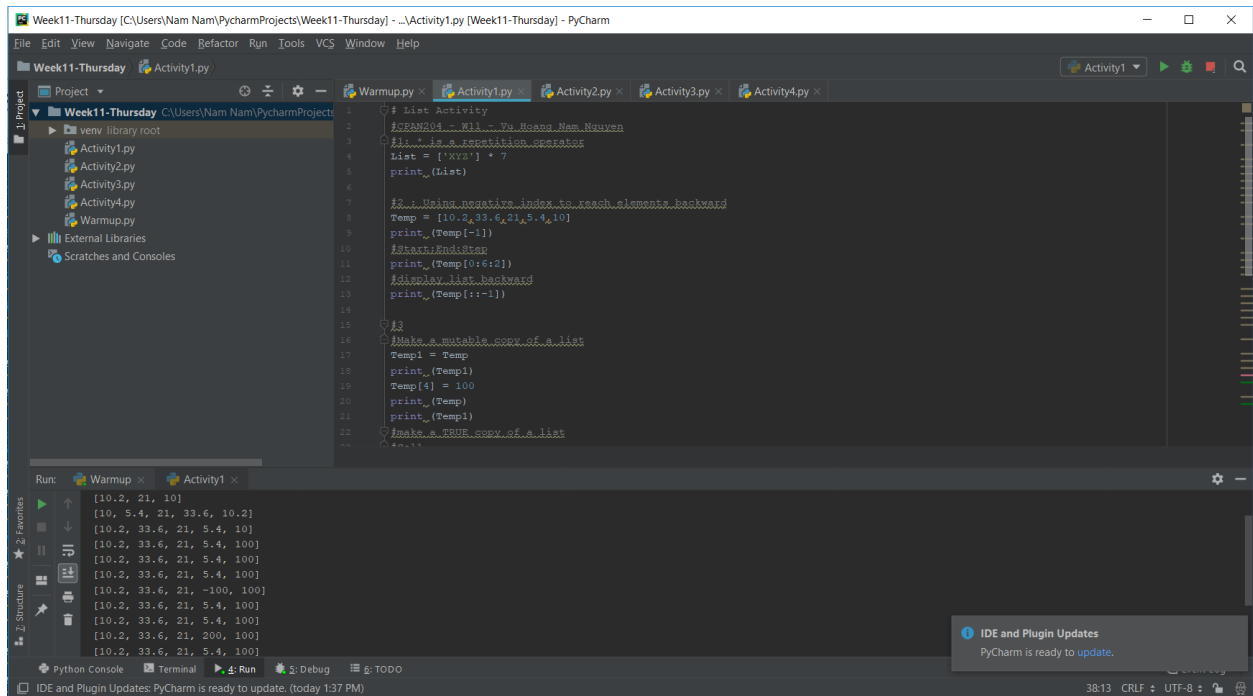 Week11-Thursday [C:\Users\Nam Nam\PycharmProjects\Week11-Thursday] - ...\Activity1.py [Week11-Thursday] - PyCharm
File Edit View Navigate Code Refactor Run Tools VCS Window Help
Week11-Thursday Activity1.py Activity1
Project
Warmup.py Activity1.py Activity2.py Activity3.py Activity4.py
1: Project
Week11-Thursday C:\Users\Nam Nam\PycharmProjects
venv library root
Activity1.py
Activity2.py
Activity3.py
Activity4.py
Warmup.py
External Libraries
Scratches and Consoles
1 # List Activity
2 #CPAN204 - W11 - Vu Hoang Nam Nguyen
3 #1: * is a repetition operator
4 List = ['XYZ'] * 7
5 print (List)
6
7 #2 : Using negative index to reach elements backward
8 Temp = [10.2,33.6,21,5.4,10]
9 print (Temp[-1])
10 #Start:End:Step
11 print (Temp[0:6:2])
12 #display list backward
13 print (Temp[::-1])
14
15 #3
16 #Make a mutable copy of a list
17 Temp1 = Temp
18 print (Temp1)
19 Temp[4] = 100
20 print (Temp)
21 print (Temp1)
22 #make a TRUE copy of a list
Run: Warmup Activity1
[10.2, 21, 10]
[10, 5.4, 21, 33.6, 10.2]
[10.2, 33.6, 21, 5.4, 10]
[10.2, 33.6, 21, 5.4, 100]
[10.2, 33.6, 21, 5.4, 100]
[10.2, 33.6, 21, 5.4, 100]
[10.2, 33.6, 21, -100, 100]
[10.2, 33.6, 21, 5.4, 100]
[10.2, 33.6, 21, 5.4, 100]
[10.2, 33.6, 21, 200, 100]
[10.2, 33.6, 21, 5.4, 100]
2: Favorites
7: Structure
IDE and Plugin Updates
PyCharm is ready to update.
Python Console Terminal 4: Run 5: Debug 6: TODO
IDE and Plugin Updates: PyCharm is ready to update. (today 1:37 PM) 38:13 CRLF UTF-8